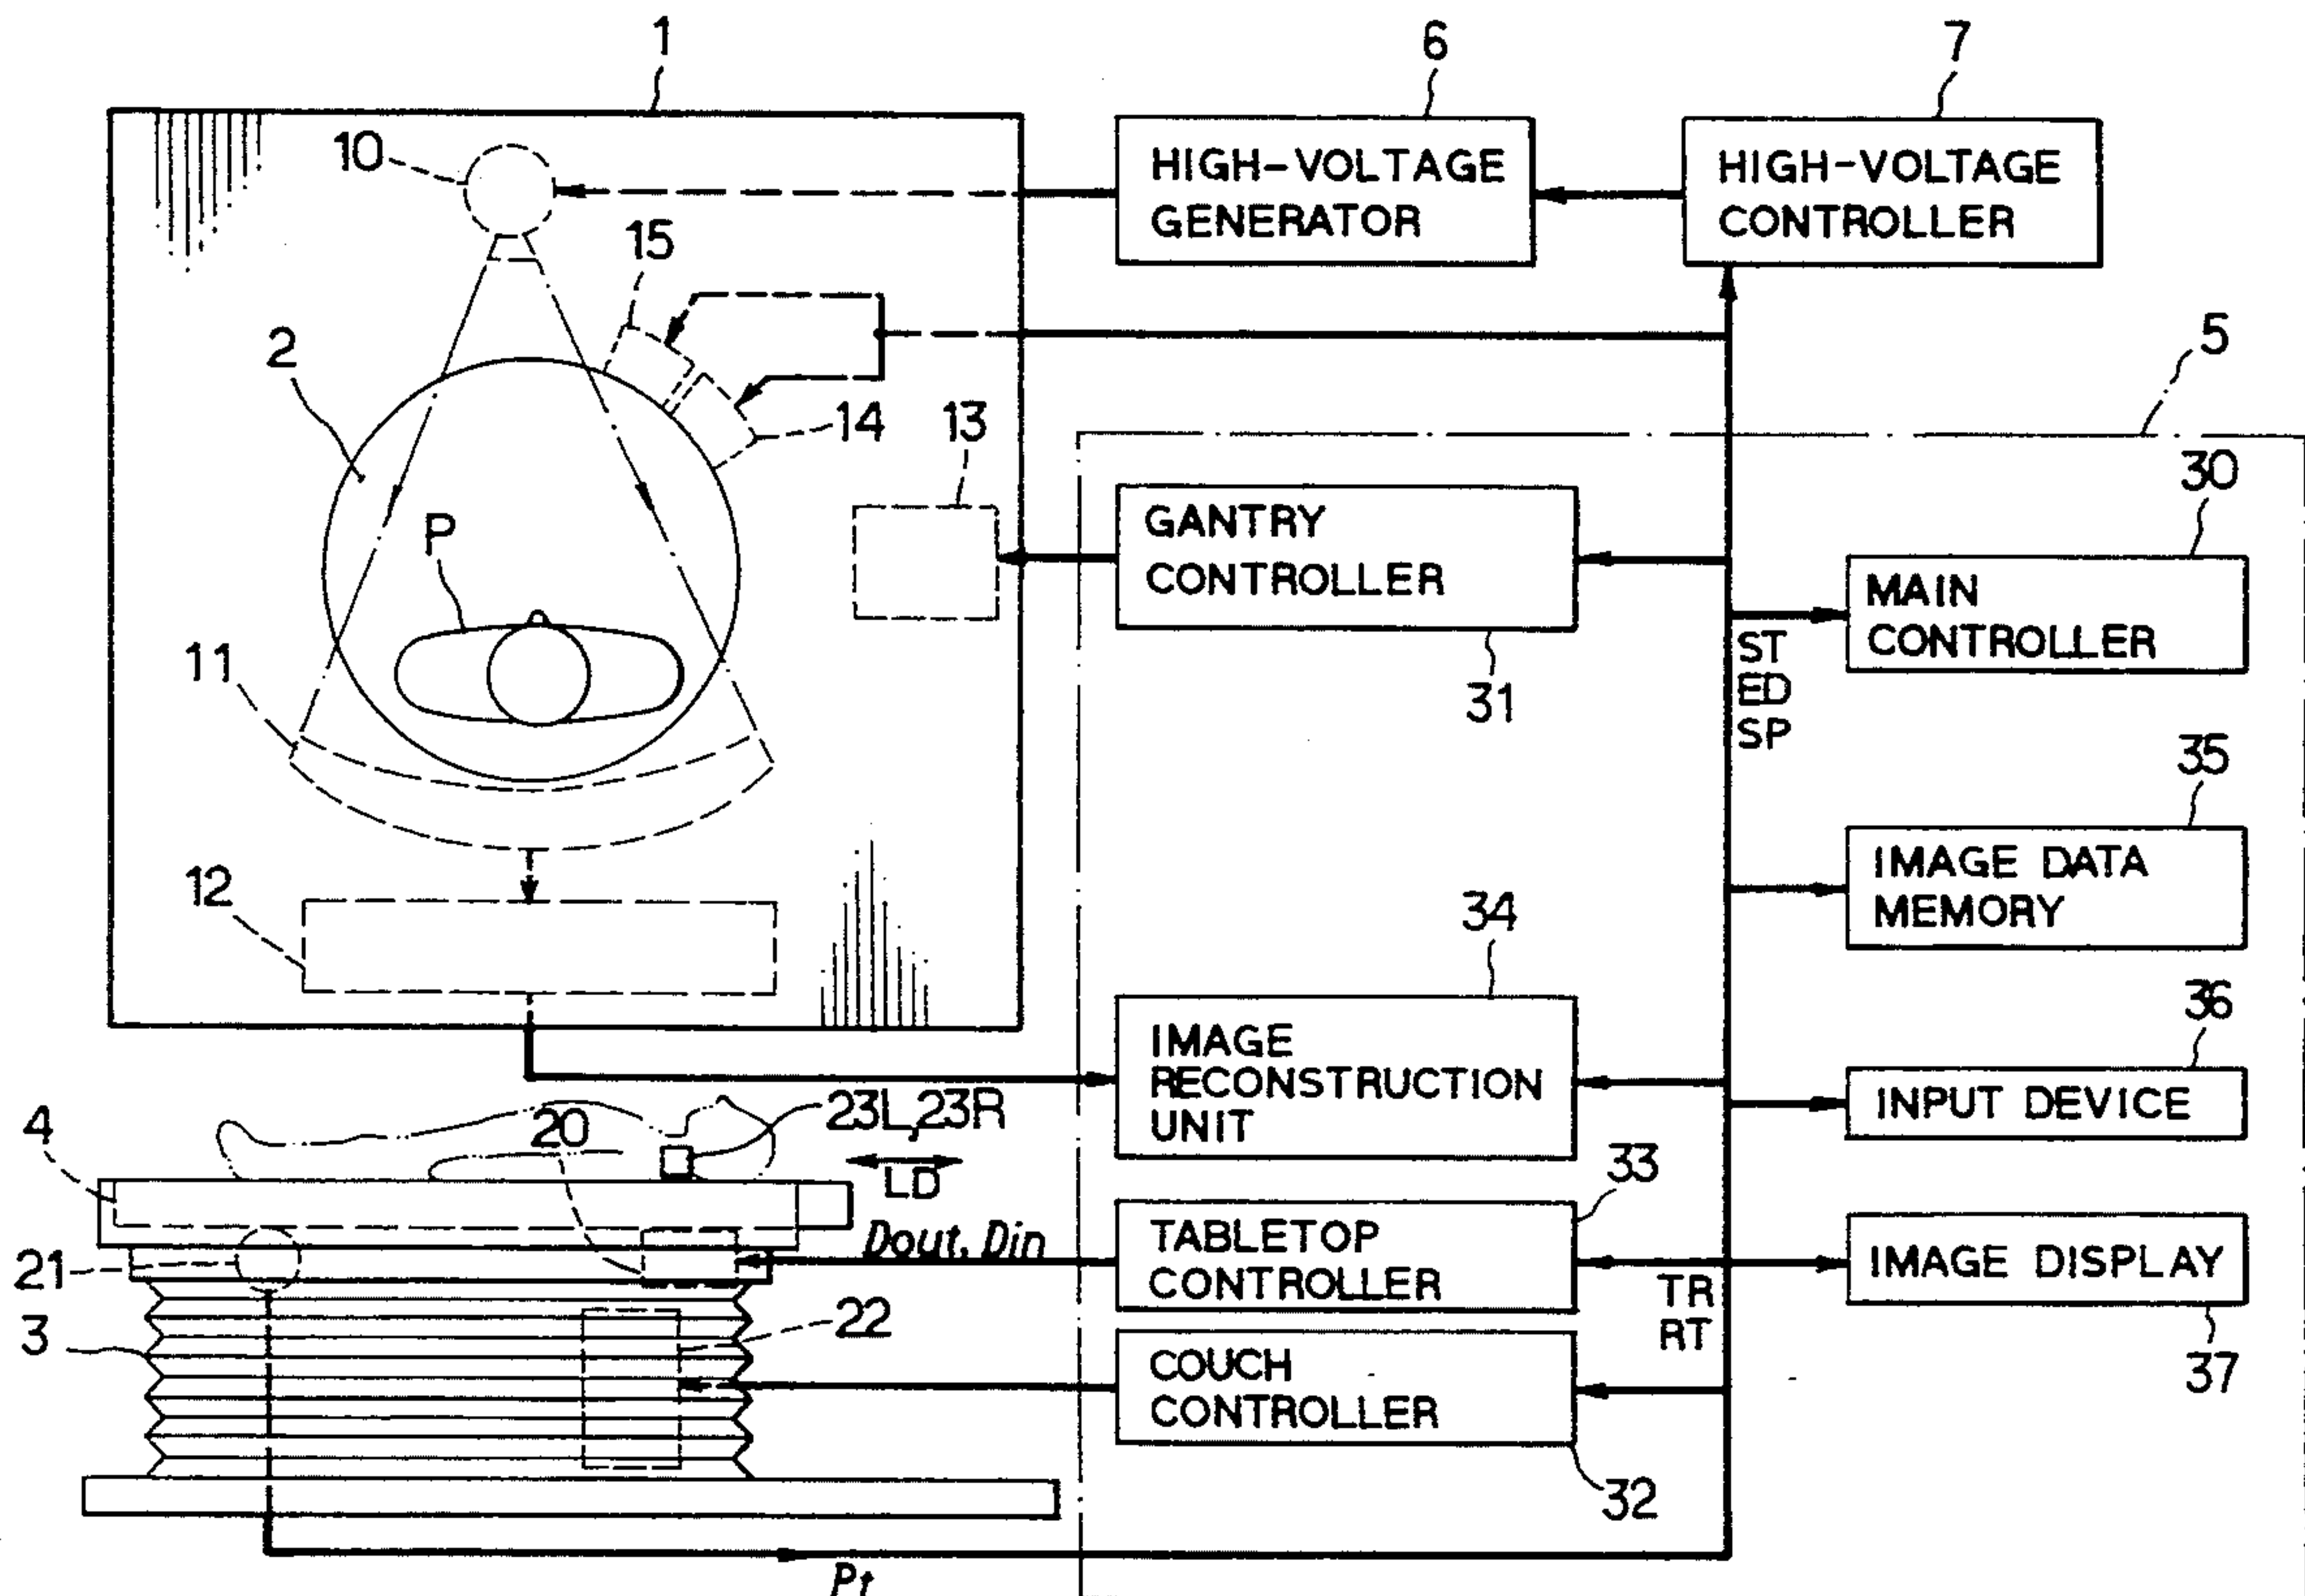 1
6
7
10
HIGH-VOLTAGE
GENERATOR
HIGH-VOLTAGE
CONTROLLER
15
2
5
14
13
30
P
GANTRY
CONTROLLER
MAIN
CONTROLLER
11
31
ST
ED
SP
35
12
34
IMAGE DATA
MEMORY
36
IMAGE
RECONSTRUCTION
UNIT
INPUT DEVICE
4
20
23L,23R
LD
33
21
Dout, Din
TABLETOP
CONTROLLER
IMAGE DISPLAY
TR
RT
3
22
COUCH
CONTROLLER
37
32
Pt